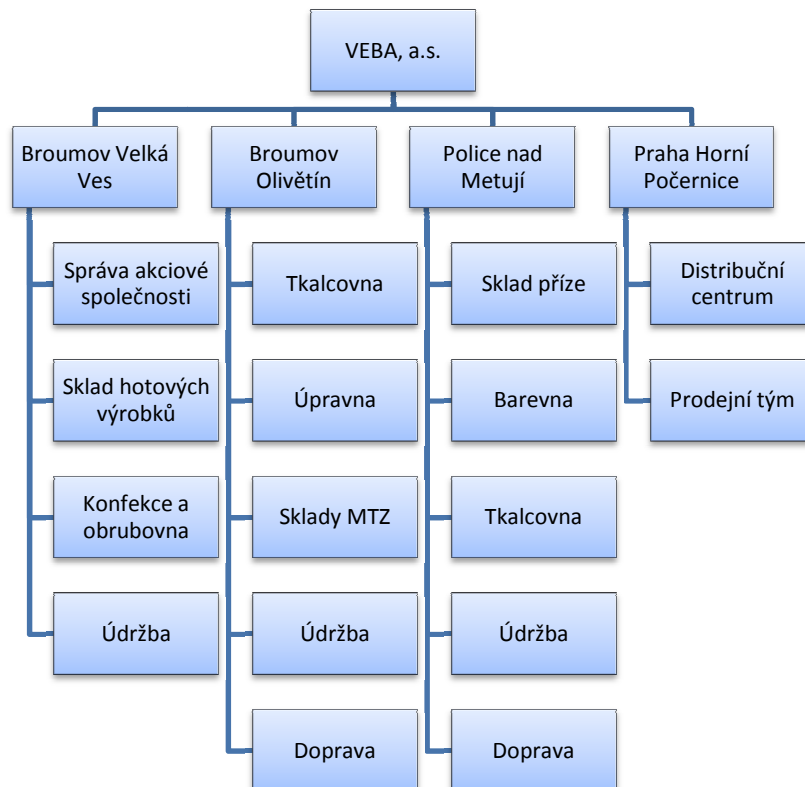 VEBA, a.s.
Broumov Velká
Ves
Správa akciové
společnosti
Sklad hotových
výrobků
Konfekce a
obrubovna
Údržba
Broumov
Olivětín
Tkalcovna
Úpravna
Sklady MTZ
Údržba
Doprava
Police nad
Metují
Sklad příze
Barevna
Tkalcovna
Údržba
Doprava
Praha Horní
Počernice
Distribuční
centrum
Prodejní tým